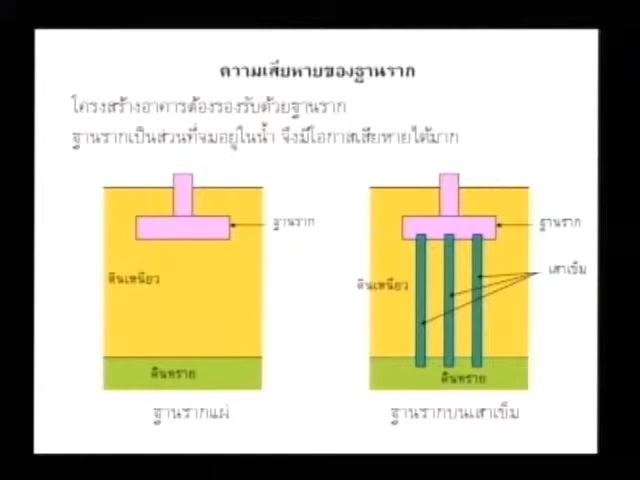 ความเสียหายของฐานราก
โครงสร้างอาคารต้องรองรับด้วยฐานราก
ฐานรากเป็นส่วนที่จมอยู่ในน้ำ จึงมีโอกาสเสียหายได้มาก
ฐานราก
ดินเหนียว
ดินทราย
ฐานรากแผ่
ฐานราก
เสาเข็ม
ดินเหนียว
ดินทราย
ฐานรากบนเสาเข็ม